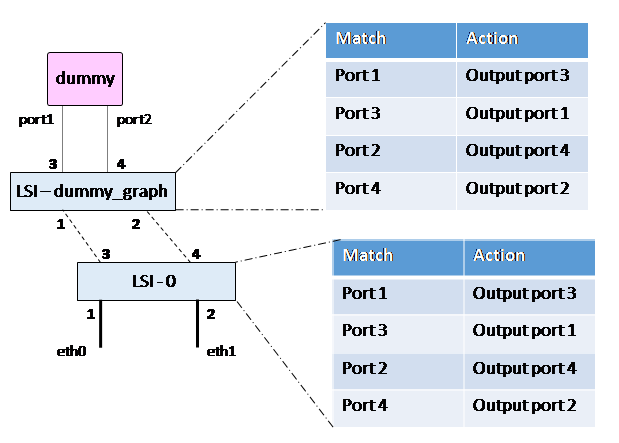 dummy
port1 port2
3 4
LSI – dummy_graph
1 2
3 4
LSI - 0
1 2
eth0 eth1
Match Action
Port 1 Output port 3
Port 3 Output port 1
Port 2 Output port 4
Port 4 Output port 2
Match Action
Port 1 Output port 3
Port 3 Output port 1
Port 2 Output port 4
Port 4 Output port 2